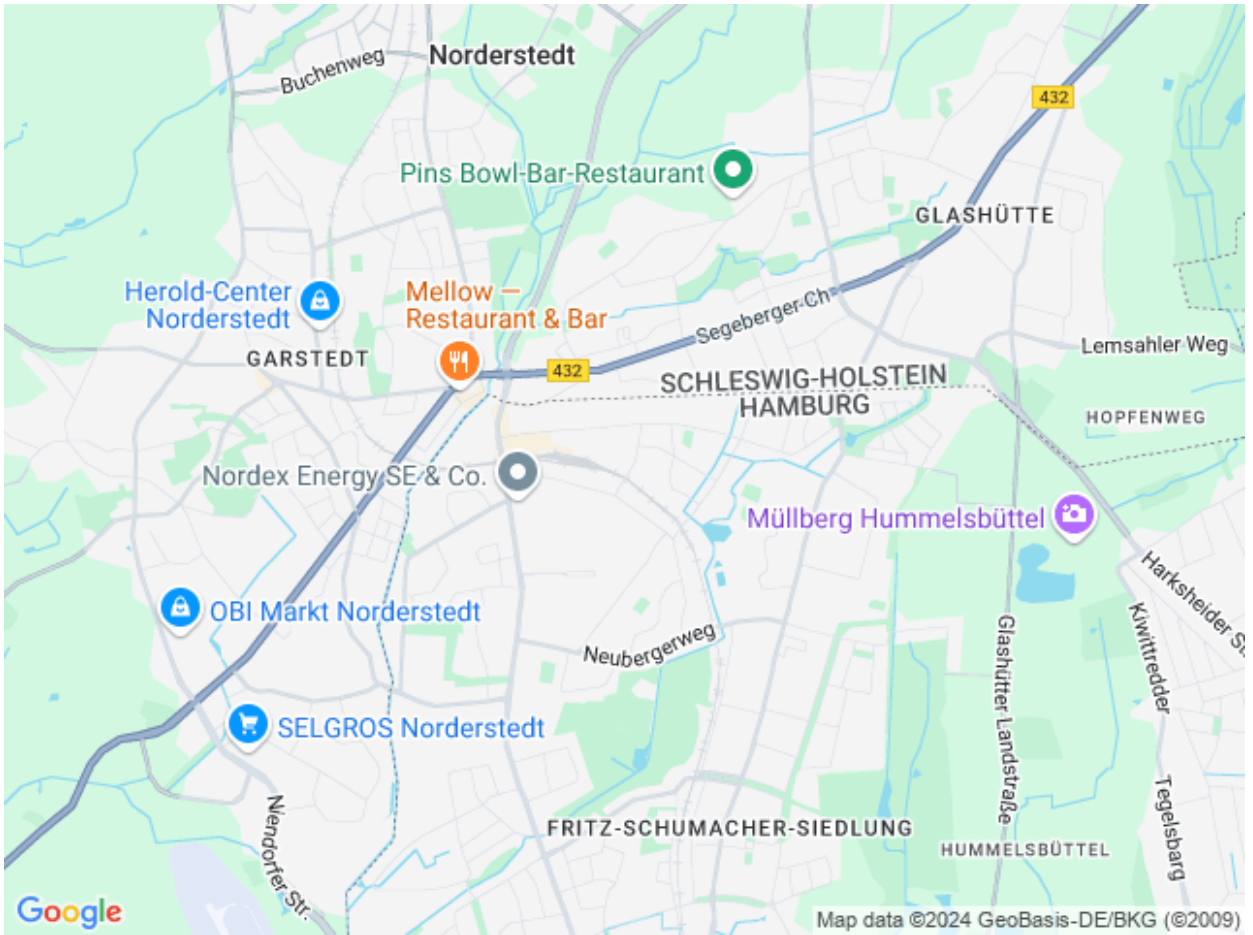 Norderstedt
Buchenweg
432
Pins Bowl-Bar-Restaurant
GLASHÜTTE
Herold-Center
Norderstedt
Mellow —
Restaurant & Bar
Segeberger Ch
GARSTEDT
432
Lemsahler Weg
SCHLESWIG-HOLSTEIN
HAMBURG
HOPFENWEG
Nordex Energy SE & Co.
Müllberg Hummelsbüttel
Harksheider St
OBI Markt Norderstedt
Kiwittredder
Neubergerweg
Glashütter Landstraße
SELGROS Norderstedt
Niendorfer Str.
Tegelsbarg
FRITZ-SCHUMACHER-SIEDLUNG
HUMMELSBÜTTEL
Google
Map data ©2024 GeoBasis-DE/BKG (©2009)